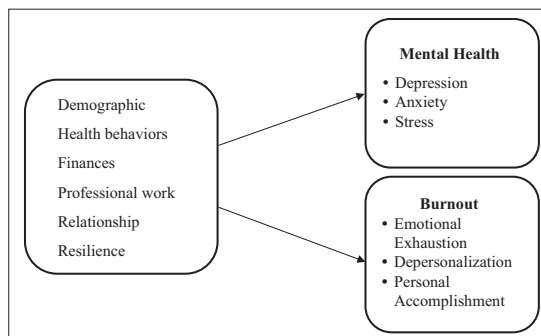 Demographic
Health behaviors
Finances
Professional work
Relationship
Resilience
Mental Health
• Depression
• Anxiety
• Stress
Burnout
• Emotional
Exhaustion
• Depersonalization
• Personal
Accomplishment